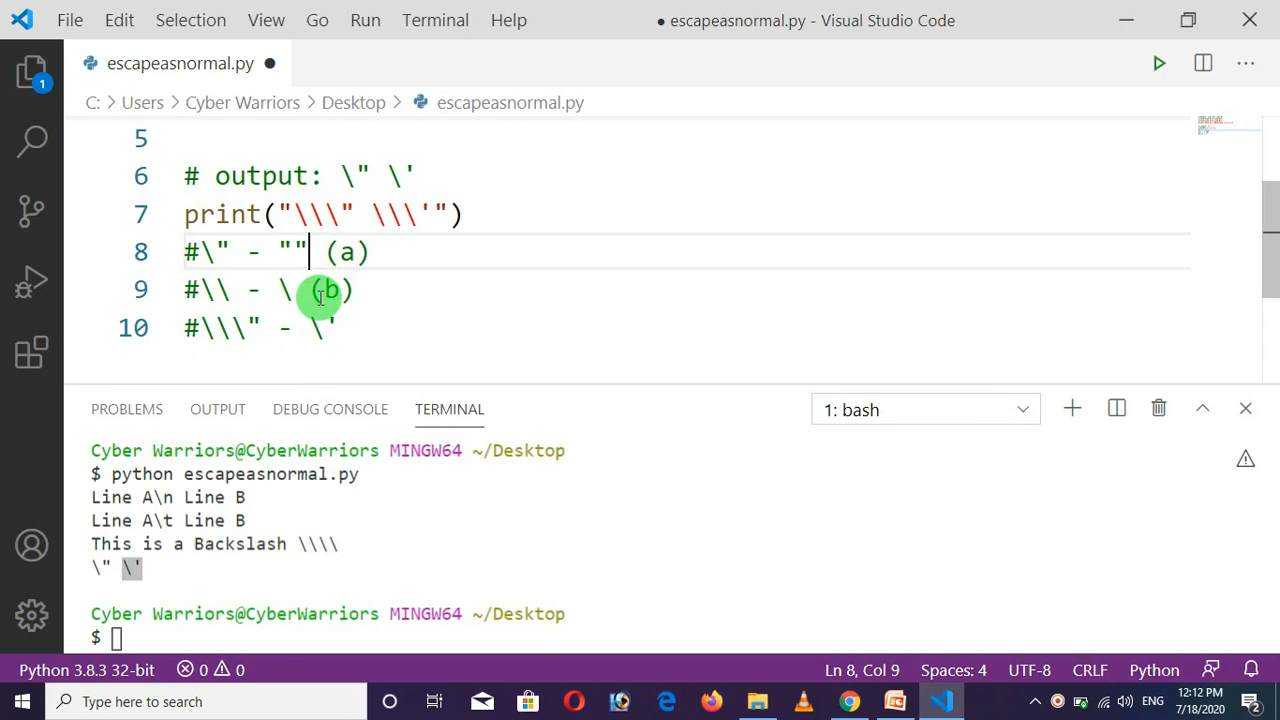 File Edit Selection View Go Run Terminal Help ● escapeasnormal.py - Visual Studio Code
escapeasnormal.py ●
C: > Users > Cyber Warriors > Desktop > escapeasnormal.py
1
5
6 # output: \" \'
7 print("\\\" \\\'")
8 #\" - "" (a)
9 #\\ - \ (b)
10 #\\\" - \'
PROBLEMS OUTPUT DEBUG CONSOLE TERMINAL 1: bash
Cyber Warriors@CyberWarriors MINGW64 ~/Desktop
$ python escapeasnormal.py
Line A\n Line B
Line A\t Line B
This is a Backslash \\\\
\" \'
Cyber Warriors@CyberWarriors MINGW64 ~/Desktop
$
Python 3.8.3 32-bit 0 0 Ln 8, Col 9 Spaces: 4 UTF-8 CRLF Python
Type here to search ENG 12:12 PM
7/18/2020 2